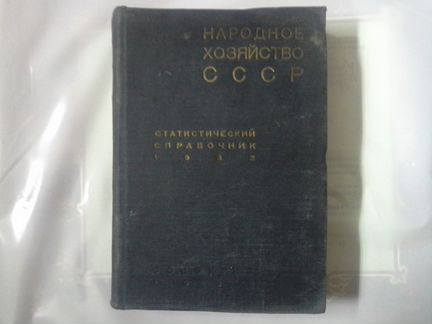 НАРОДНОЕ
ХОЗЯЙСТВО
СССР
СТАТИСТИЧЕСКИЙ
СПРАВОЧНИК
1932